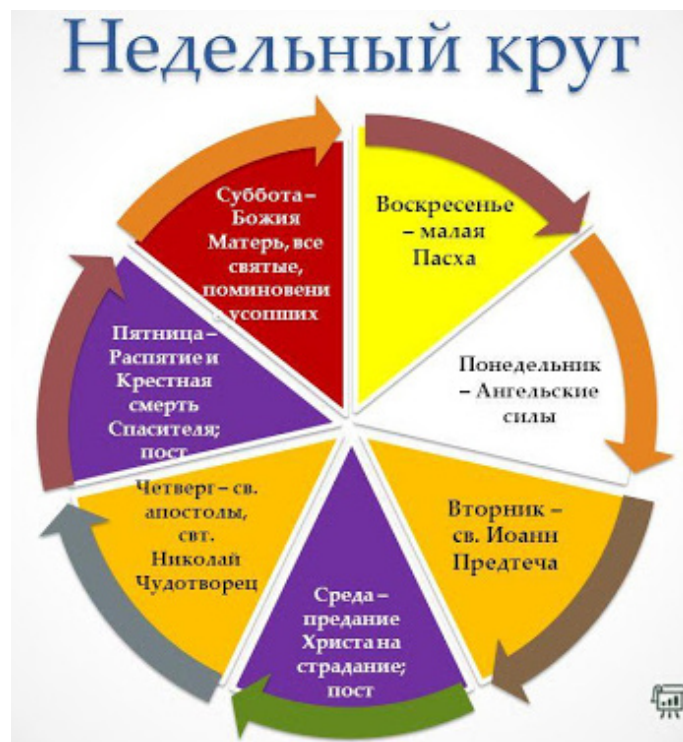 Недельный круг
Воскресенье
– малая
Пасха
Понедельник
– Ангельские
силы
Вторник –
св. Иоанн
Предтеча
Среда –
предание
Христа на
страдание;
пост
Четверг – св.
апостолы,
свт.
Николай
Чудотворец
Пятница –
Распятие и
Крестная
смерть
Спасителя;
пост
Суббота –
Божия
Матерь, все
святые,
поминовени
усопших